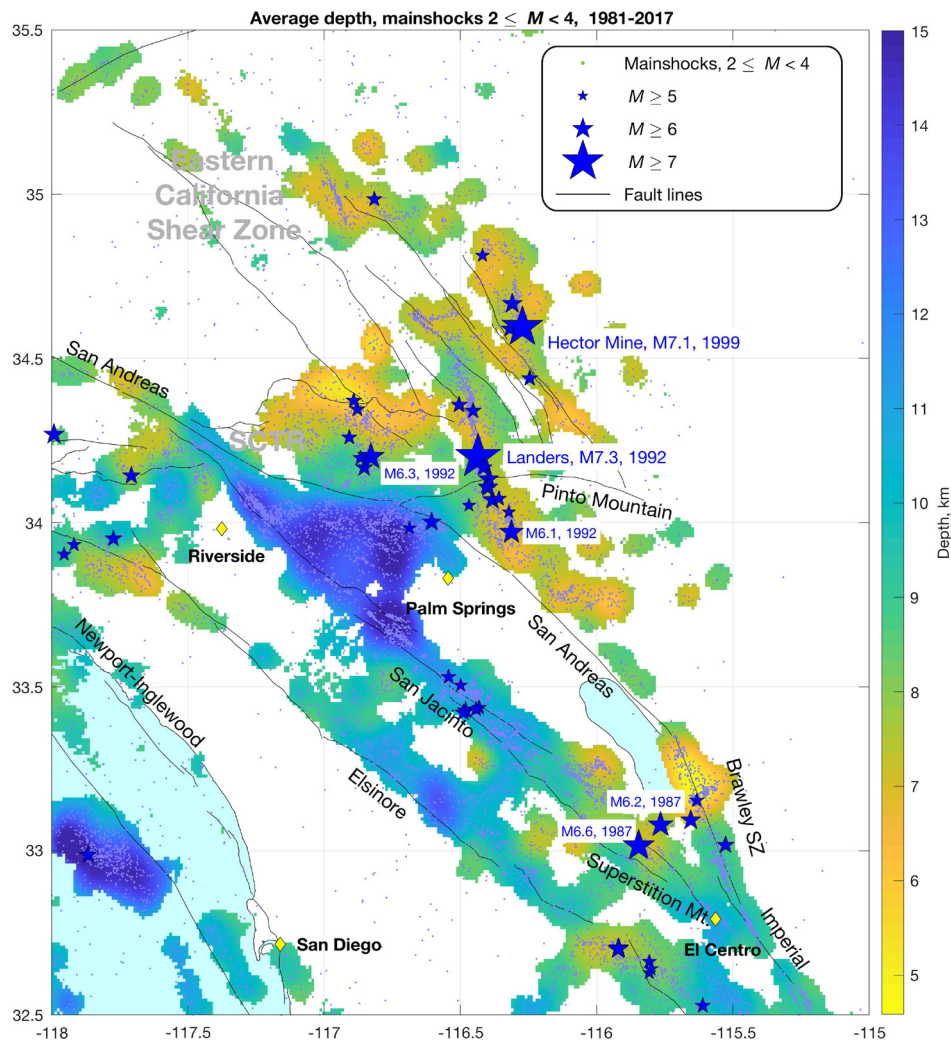 Average depth, mainshocks 2 ≤ M < 4, 1981-2017
Mainshocks, 2 ≤ M < 4
M ≥ 5
M ≥ 6
M ≥ 7
Fault lines
Eastern
California
Shear Zone
Hector Mine, M7.1, 1999
San Andreas
SCTR
M6.3, 1992
Landers, M7.3, 1992
Pinto Mountain
M6.1, 1992
Riverside
Palm Springs
San Andreas
Newport-Inglewood
San Jacinto
Elsinore
Brawley SZ
M6.2, 1987
M6.6, 1987
Superstition Mt.
Imperial
El Centro
San Diego
35.5
35
34.5
34
33.5
33
32.5
-118
-117.5
-117
-116.5
-116
-115.5
-115
15
14
13
12
11
10
9
8
7
6
5
Depth, km